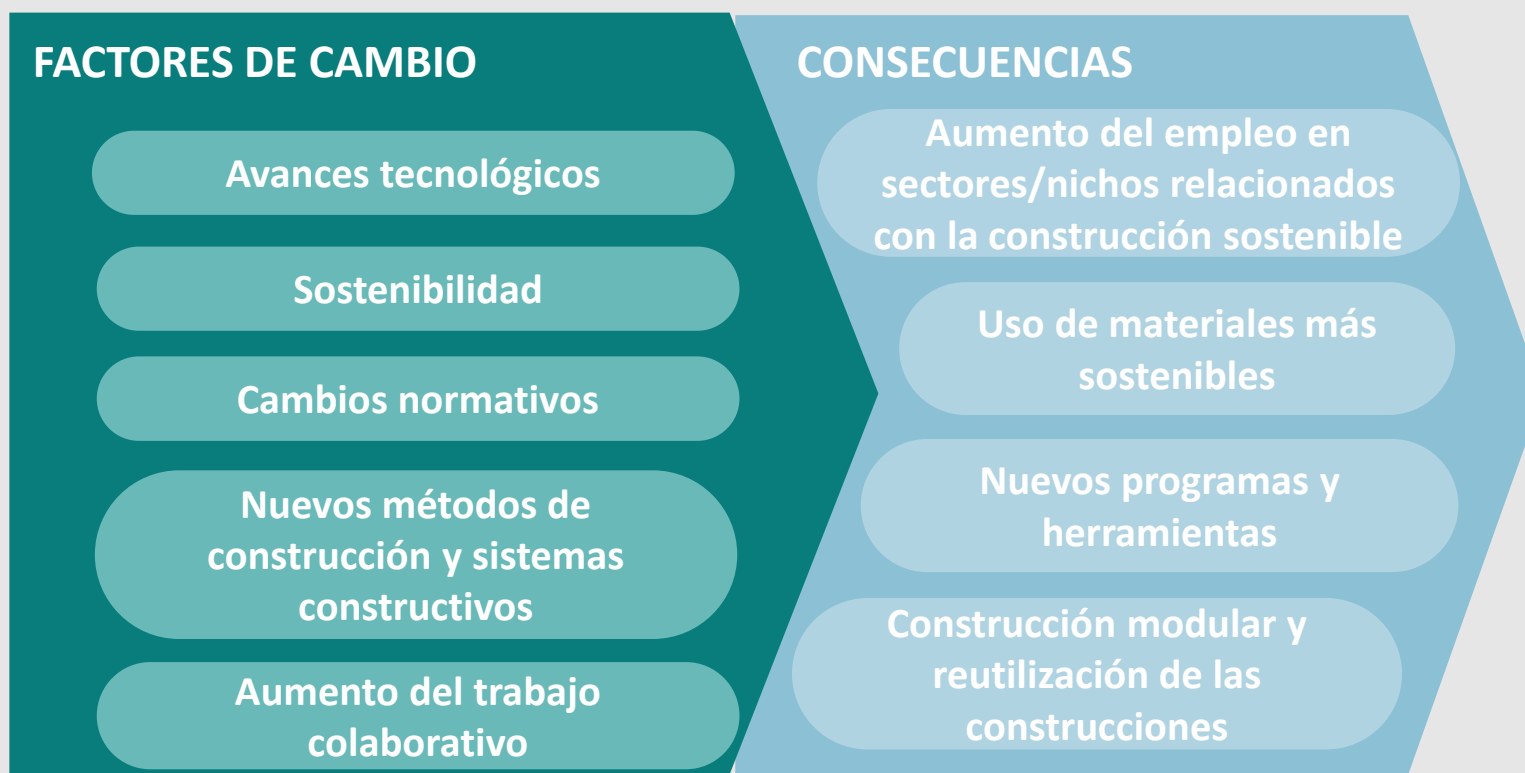 FACTORES DE CAMBIO
Avances tecnológicos
Sostenibilidad
Cambios normativos
Nuevos métodos de
construcción y sistemas
constructivos
Aumento del trabajo
colaborativo
CONSECUENCIAS
Aumento del empleo en
sectores/nichos relacionados
con la construcción sostenible
Uso de materiales más
sostenibles
Nuevos programas y
herramientas
Construcción modular y
reutilización de las
construcciones